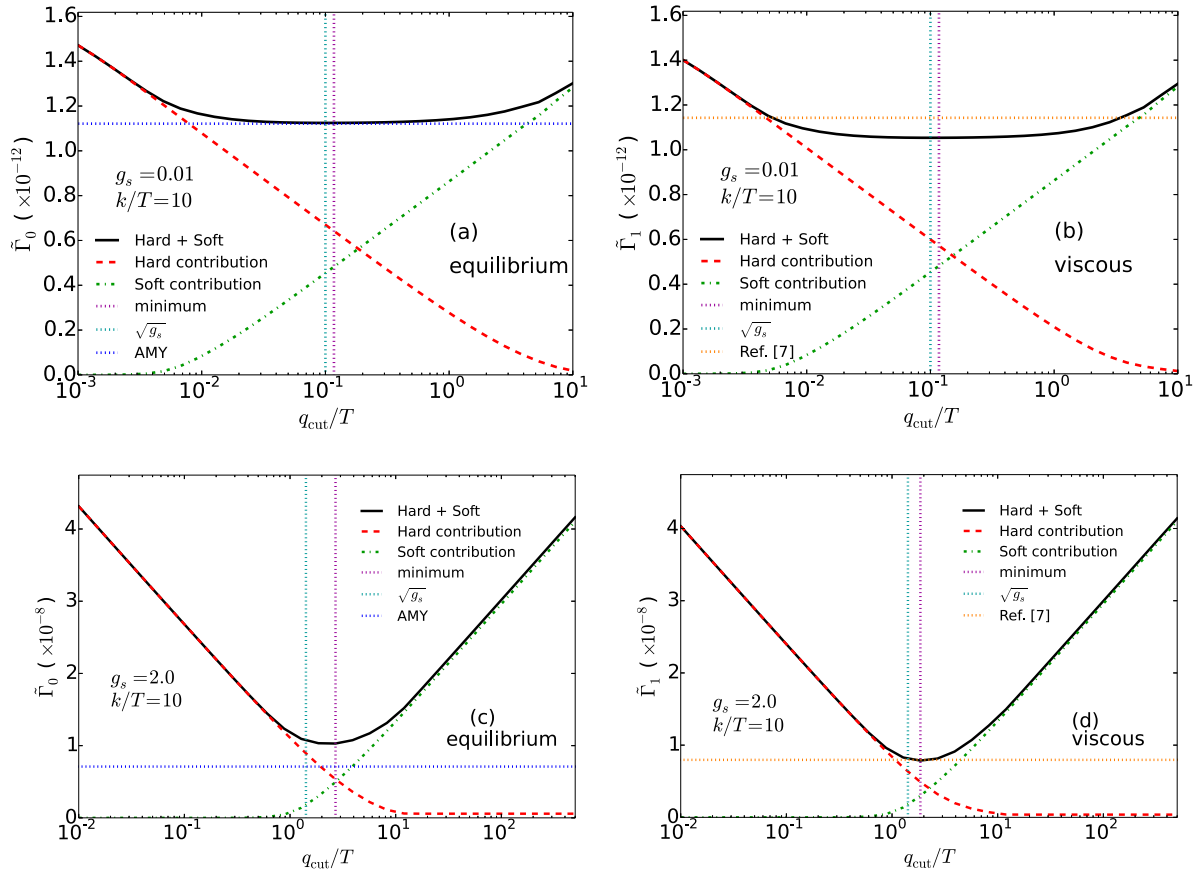 1.6
1.4
1.2
1.0
0.8
0.6
0.4
0.2
0.0
Γ̃₀ ( ×10⁻¹²)
g_s =0.01
k/T=10
(a)
equilibrium
Hard + Soft
Hard contribution
Soft contribution
minimum
√g_s
AMY
10⁻³ 10⁻² 10⁻¹ 10⁰ 10¹
q_cut/T
1.6
1.4
1.2
1.0
0.8
0.6
0.4
0.2
0.0
Γ̃₁ ( ×10⁻¹²)
g_s =0.01
k/T=10
(b)
viscous
Hard + Soft
Hard contribution
Soft contribution
minimum
√g_s
Ref. [7]
10⁻³ 10⁻² 10⁻¹ 10⁰ 10¹
q_cut/T
4
3
2
1
0
Γ̃₀ ( ×10⁻⁸)
Hard + Soft
Hard contribution
Soft contribution
minimum
√g_s
AMY
g_s =2.0
k/T=10
(c)
equilibrium
10⁻² 10⁻¹ 10⁰ 10¹ 10²
q_cut/T
4
3
2
1
0
Γ̃₁ ( ×10⁻⁸)
Hard + Soft
Hard contribution
Soft contribution
minimum
√g_s
Ref. [7]
g_s =2.0
k/T=10
(d)
viscous
10⁻² 10⁻¹ 10⁰ 10¹ 10²
q_cut/T